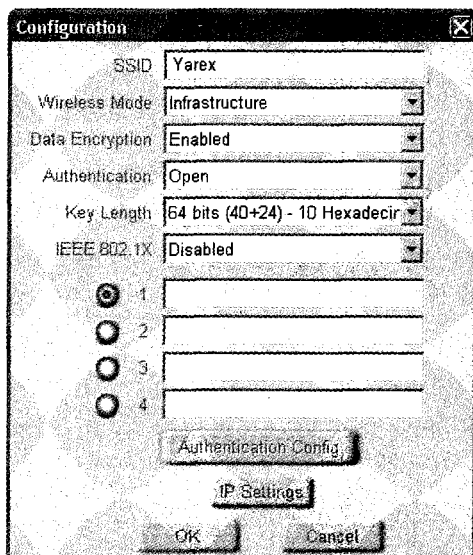 Configuration
SSID Yarex
Wireless Mode Infrastructure
Data Encryption Enabled
Authentication Open
Key Length 64 bits (40+24) - 10 Hexadecir
IEEE 802.1X Disabled
1
2
3
4
Authentication Config
IP Settings
OK Cancel